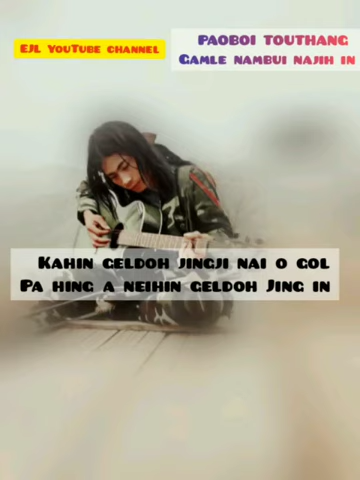 EJL YouTube channel
PAOBOI TOUTHANG
Gamle nambui najih in
Kahin geldoh jingji nai o gol
Pa hing a neihin geldoh Jing in